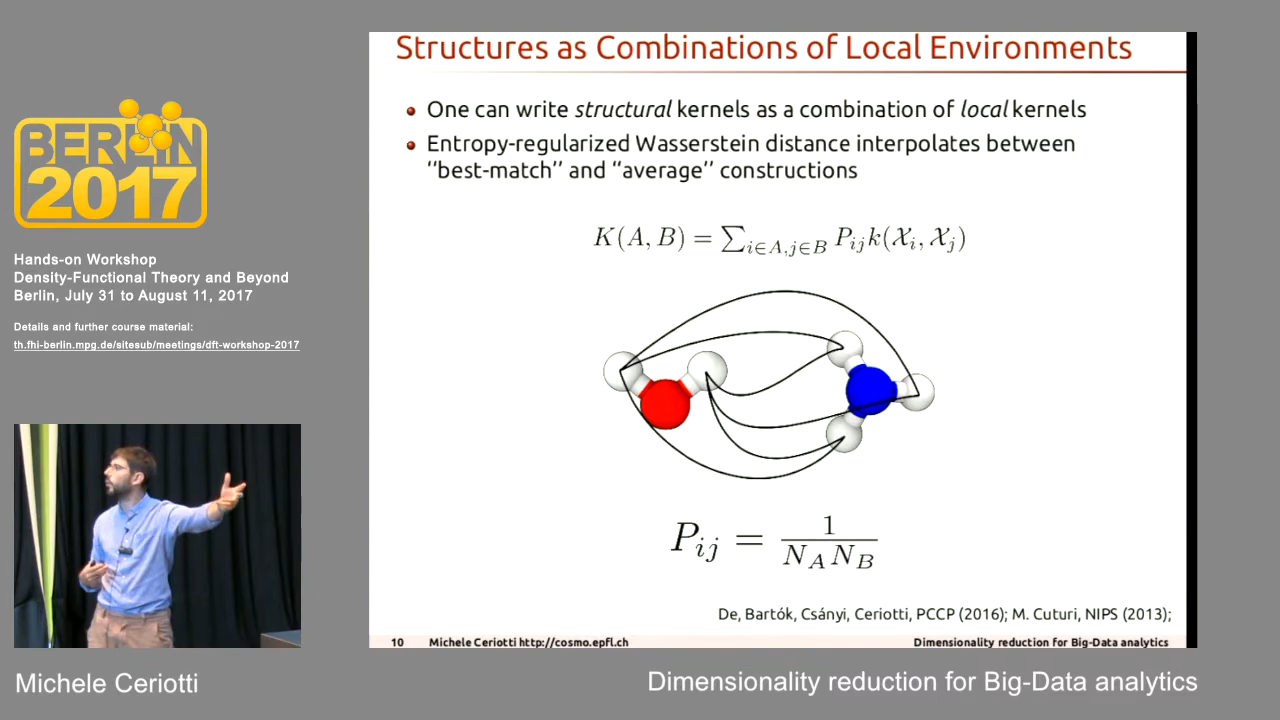 BERLIN
2017
Hands-on Workshop
Density-Functional Theory and Beyond
Berlin, July 31 to August 11, 2017
Details and further course material:
th.fhi-berlin.mpg.de/sitesub/meetings/dft-workshop-2017
Structures as Combinations of Local Environments
One can write structural kernels as a combination of local kernels
Entropy-regularized Wasserstein distance interpolates between
‘‘best-match’’ and ‘‘average’’ constructions
K(A, B) = ∑_{i∈A,j∈B} P_{ij} k(𝒳_i, 𝒳_j)
P_{ij} = 1 / (N_A N_B)
De, Bartók, Csányi, Ceriotti, PCCP (2016); M. Cuturi, NIPS (2013);
10 Michele Ceriotti http://cosmo.epfl.ch Dimensionality reduction for Big-Data analytics
Michele Ceriotti
Dimensionality reduction for Big-Data analytics